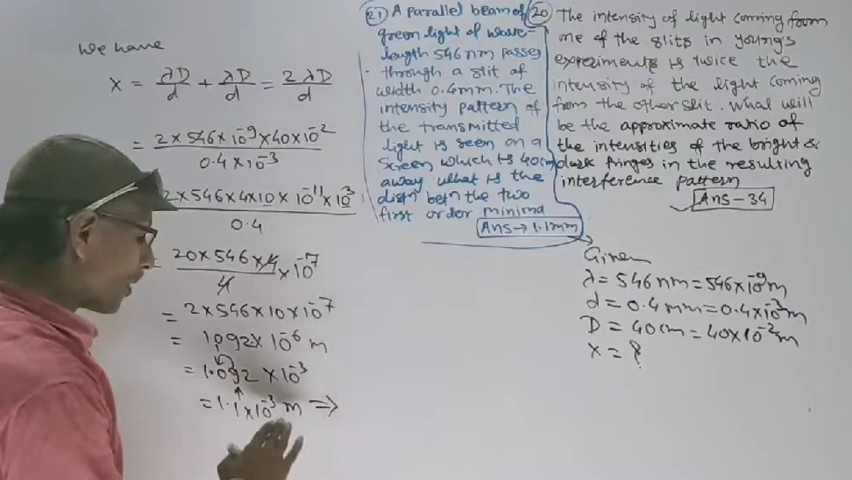 We have
x = λD/d + λD/d = 2λD/d
= 2×546×10⁻⁹×40×10⁻²/0.4×10⁻³
2×546×4×10×10⁻¹¹×10³/0.4
20×546×4/4×10⁻⁷
= 2×546×10×10⁻⁷
= 1092×10⁻⁶ m
= 1.092×10⁻³
= 1.1×10⁻³ m ⇒
21 A parallel beam of
green light of wave-
length 546 nm passes
through a slit of
width 0.4mm. The
intensity pattern of
the transmitted
light is seen on a
screen which is 40cm
away what is the
distn betn the two
first order minima
Ans → 1.1mm
20 The intensity of light coming from
one of the slits in young's
experiments is twice the
intensity of the light coming
from the other slit. What will
be the approximate ratio of
the intensities of the bright &
dark fringes in the resulting
interference pattern
Ans-34
Given
λ = 546 nm = 546×10⁻⁹m
d = 0.4 mm = 0.4×10⁻³m
D = 40cm = 40×10⁻²m
x = ?